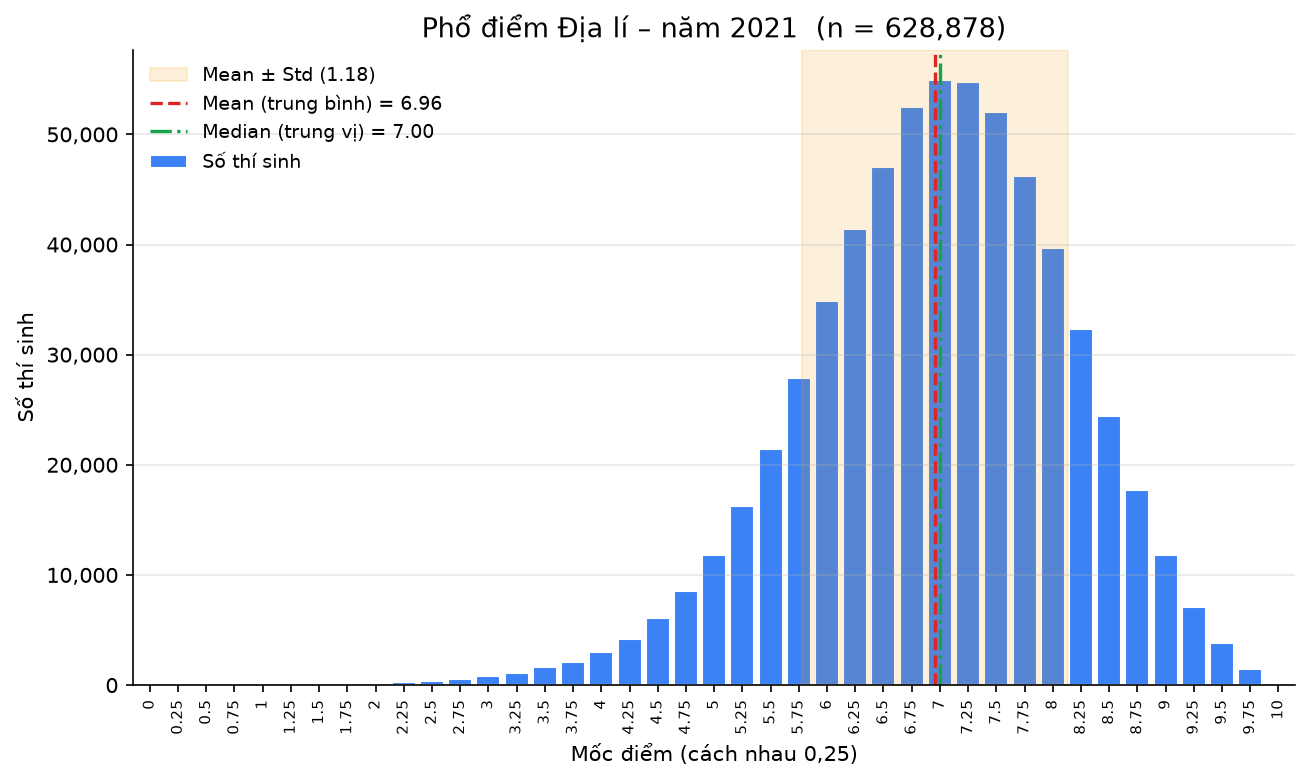 Phổ điểm Địa lí – năm 2021 (n = 628,878)
Mean ± Std (1.18)
Mean (trung bình) = 6.96
Median (trung vị) = 7.00
Số thí sinh
Số thí sinh
50,000
40,000
30,000
20,000
10,000
0
0 0.25 0.5 0.75 1 1.25 1.5 1.75 2 2.25 2.5 2.75 3 3.25 3.5 3.75 4 4.25 4.5 4.75 5 5.25 5.5 5.75 6 6.25 6.5 6.75 7 7.25 7.5 7.75 8 8.25 8.5 8.75 9 9.25 9.5 9.75 10
Mốc điểm (cách nhau 0,25)